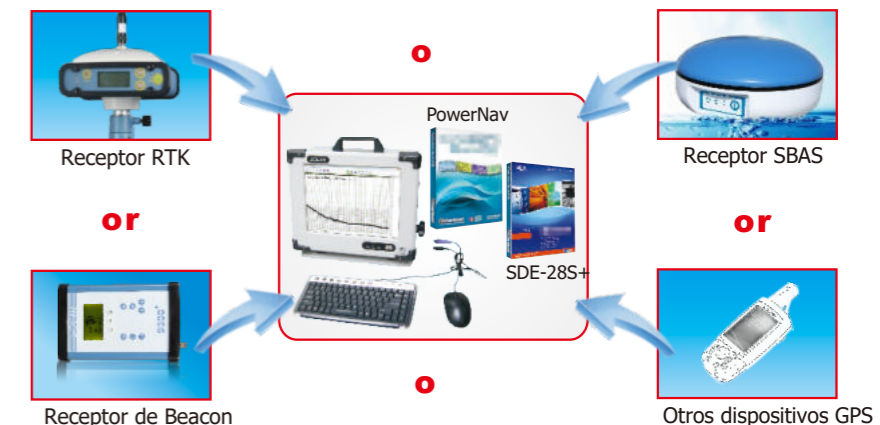 o
PowerNav
Receptor RTK
Receptor SBAS
or
or
SDE-28S+
o
Receptor de Beacon
Otros dispositivos GPS